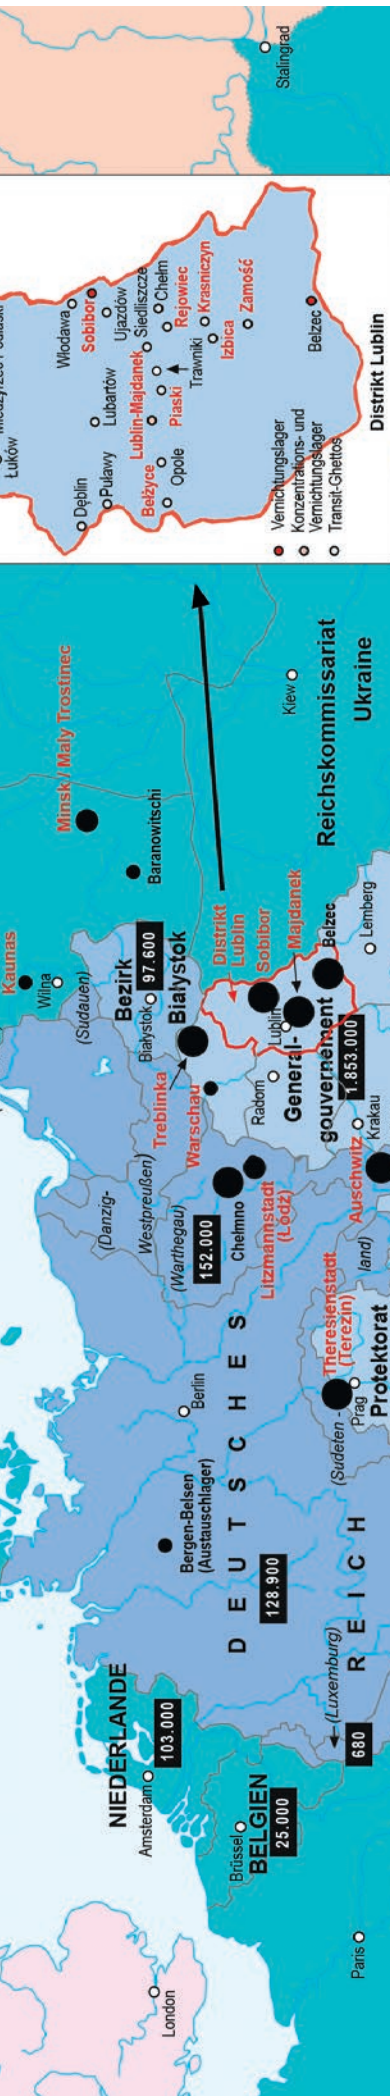 London
Paris
NIEDERLANDE
Amsterdam
103.000
Brüssel
BELGIEN
25.000
(Luxemburg)
680
DEUTSCHES
REICH
128.900
Bergen-Belsen
(Austauschlager)
Berlin
(Sudeten-
land)
Theresienstadt
(Terezin)
Prag
Protektorat
(Danzig-
Westpreußen)
(Warthegau)
152.000
Chelmno
Litzmannstadt
(Lodz)
Auschwitz
Krakau
Treblinka
Warschau
Radom
Lublin
General-
gouvernement
1.853.000
Kaunas
Wilna
(Sudauen)
Bezirk
Bialystok
Bialystok
97.600
Distrikt
Lublin
Sobibor
Majdanek
Belzec
Lemberg
Minsk / Maly Trostinec
Baranowitschi
Kiew
Reichskommissariat
Ukraine
Łuków
Włodawa
Sobibor
Ujazdów
Siedliszcze
Chełm
Rejowiec
Krasniczyn
Izbica
Zamość
Trawniki
Dęblin
Puławy
Lubartów
Lublin-Majdanek
Piaski
Bełżyce
Opole
Belzec
Vernichtungslager
Konzentrations- und
Vernichtungslager
Transit-Ghettos
Distrikt Lublin
Stalingrad